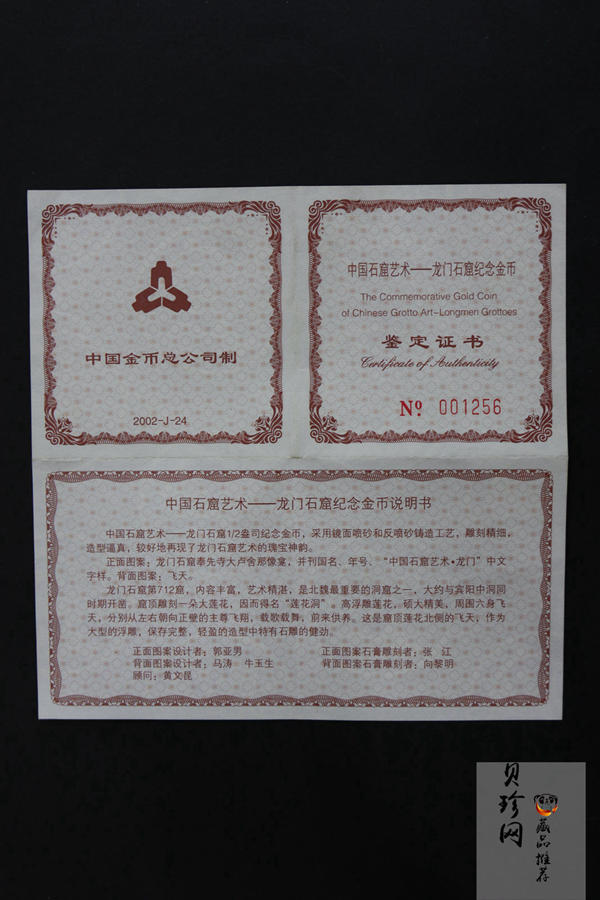 中国金币总公司制
2002-J-24
中国石窟艺术——龙门石窟纪念金币
The Commemorative Gold Coin
of Chinese Grotto Art-Longmen Grottoes
鉴定证书
Certificate of Authenticity
Nº 001256
中国石窟艺术——龙门石窟纪念金币说明书
中国石窟艺术——龙门石窟1/2盎司纪念金币，采用镜面喷砂和反喷砂铸造工艺，雕刻精细，
造型逼真，较好地再现了龙门石窟艺术的瑰宝神韵。
正面图案：龙门石窟奉先寺大卢舍那像龛，并刊国名、年号、“中国石窟艺术•龙门”中文
字样。背面图案：飞天。
龙门石窟第712窟，内容丰富，艺术精湛，是北魏最重要的洞窟之一，大约与宾阳中洞同
时期开凿。窟顶雕刻一朵大莲花，因而得名“莲花洞”。高浮雕莲花，硕大精美，周围六身飞
天，分别从左右朝向正壁的主尊飞翔，载歌载舞，前来供养。这是窟顶莲花北侧的飞天，作为
大型的浮雕，保存完整，轻盈的造型中特有石雕的健劲。
正面图案设计者：郭亚男 正面图案石膏雕刻者：张 江
背面图案设计者：马涛 牛玉生 背面图案石膏雕刻者：向黎明
顾问：黄文昆
贝珍网
藏品推荐